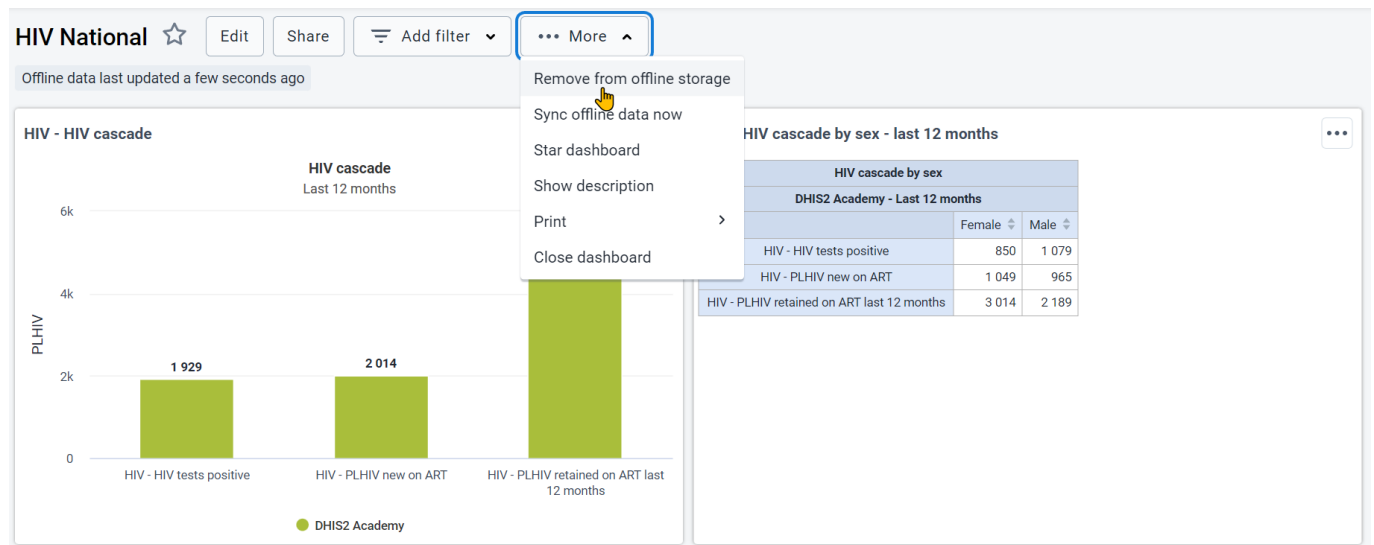 HIV National
Edit
Share
Add filter
More
Offline data last updated a few seconds ago
Remove from offline storage
Sync offline data now
Star dashboard
Show description
Print
Close dashboard
HIV - HIV cascade
HIV cascade
Last 12 months
6k
4k
2k
0
PLHIV
1 929
2 014
HIV - HIV tests positive
HIV - PLHIV new on ART
HIV - PLHIV retained on ART last
12 months
DHIS2 Academy
HIV cascade by sex - last 12 months
HIV cascade by sex
DHIS2 Academy - Last 12 months
Female Male
HIV - HIV tests positive 850 1 079
HIV - PLHIV new on ART 1 049 965
HIV - PLHIV retained on ART last 12 months 3 014 2 189